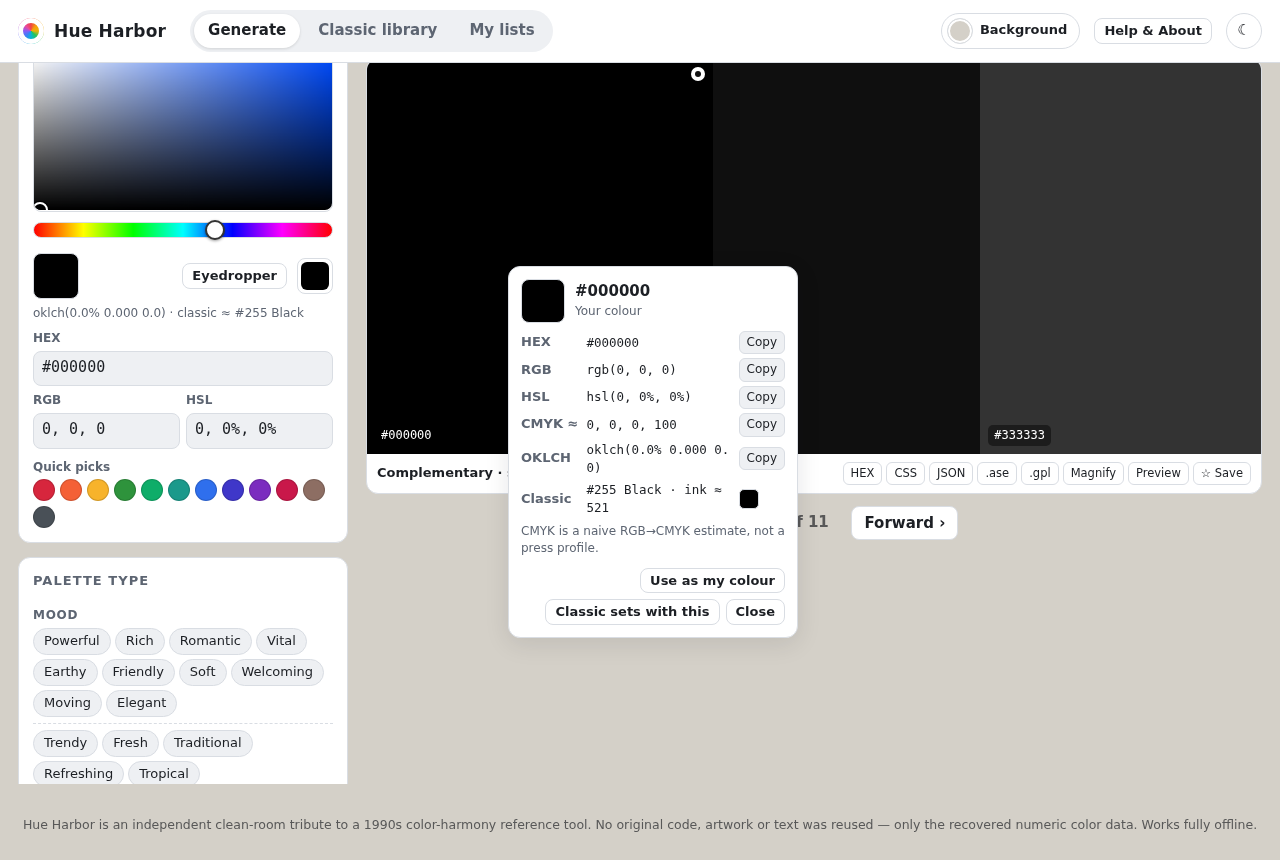 Hue Harbor
Generate
Classic library
My lists
Background
Help & About
☾
Eyedropper
oklch(0.0% 0.000 0.0) · classic ≈ #255 Black
HEX
#000000
RGB
HSL
0, 0, 0
0, 0%, 0%
Quick picks
PALETTE TYPE
MOOD
Powerful
Rich
Romantic
Vital
Earthy
Friendly
Soft
Welcoming
Moving
Elegant
Trendy
Fresh
Traditional
Refreshing
Tropical
#000000
#333333
Complementary ·
HEX
CSS
JSON
.ase
.gpl
Magnify
Preview
☆ Save
11
Forward ›
#000000
Your colour
HEX #000000 Copy
RGB rgb(0, 0, 0) Copy
HSL hsl(0, 0%, 0%) Copy
CMYK ≈ 0, 0, 0, 100 Copy
OKLCH oklch(0.0% 0.000 0.
0) Copy
Classic #255 Black · ink ≈
521
CMYK is a naive RGB→CMYK estimate, not a
press profile.
Use as my colour
Classic sets with this
Close
Hue Harbor is an independent clean-room tribute to a 1990s color-harmony reference tool. No original code, artwork or text was reused — only the recovered numeric color data. Works fully offline.